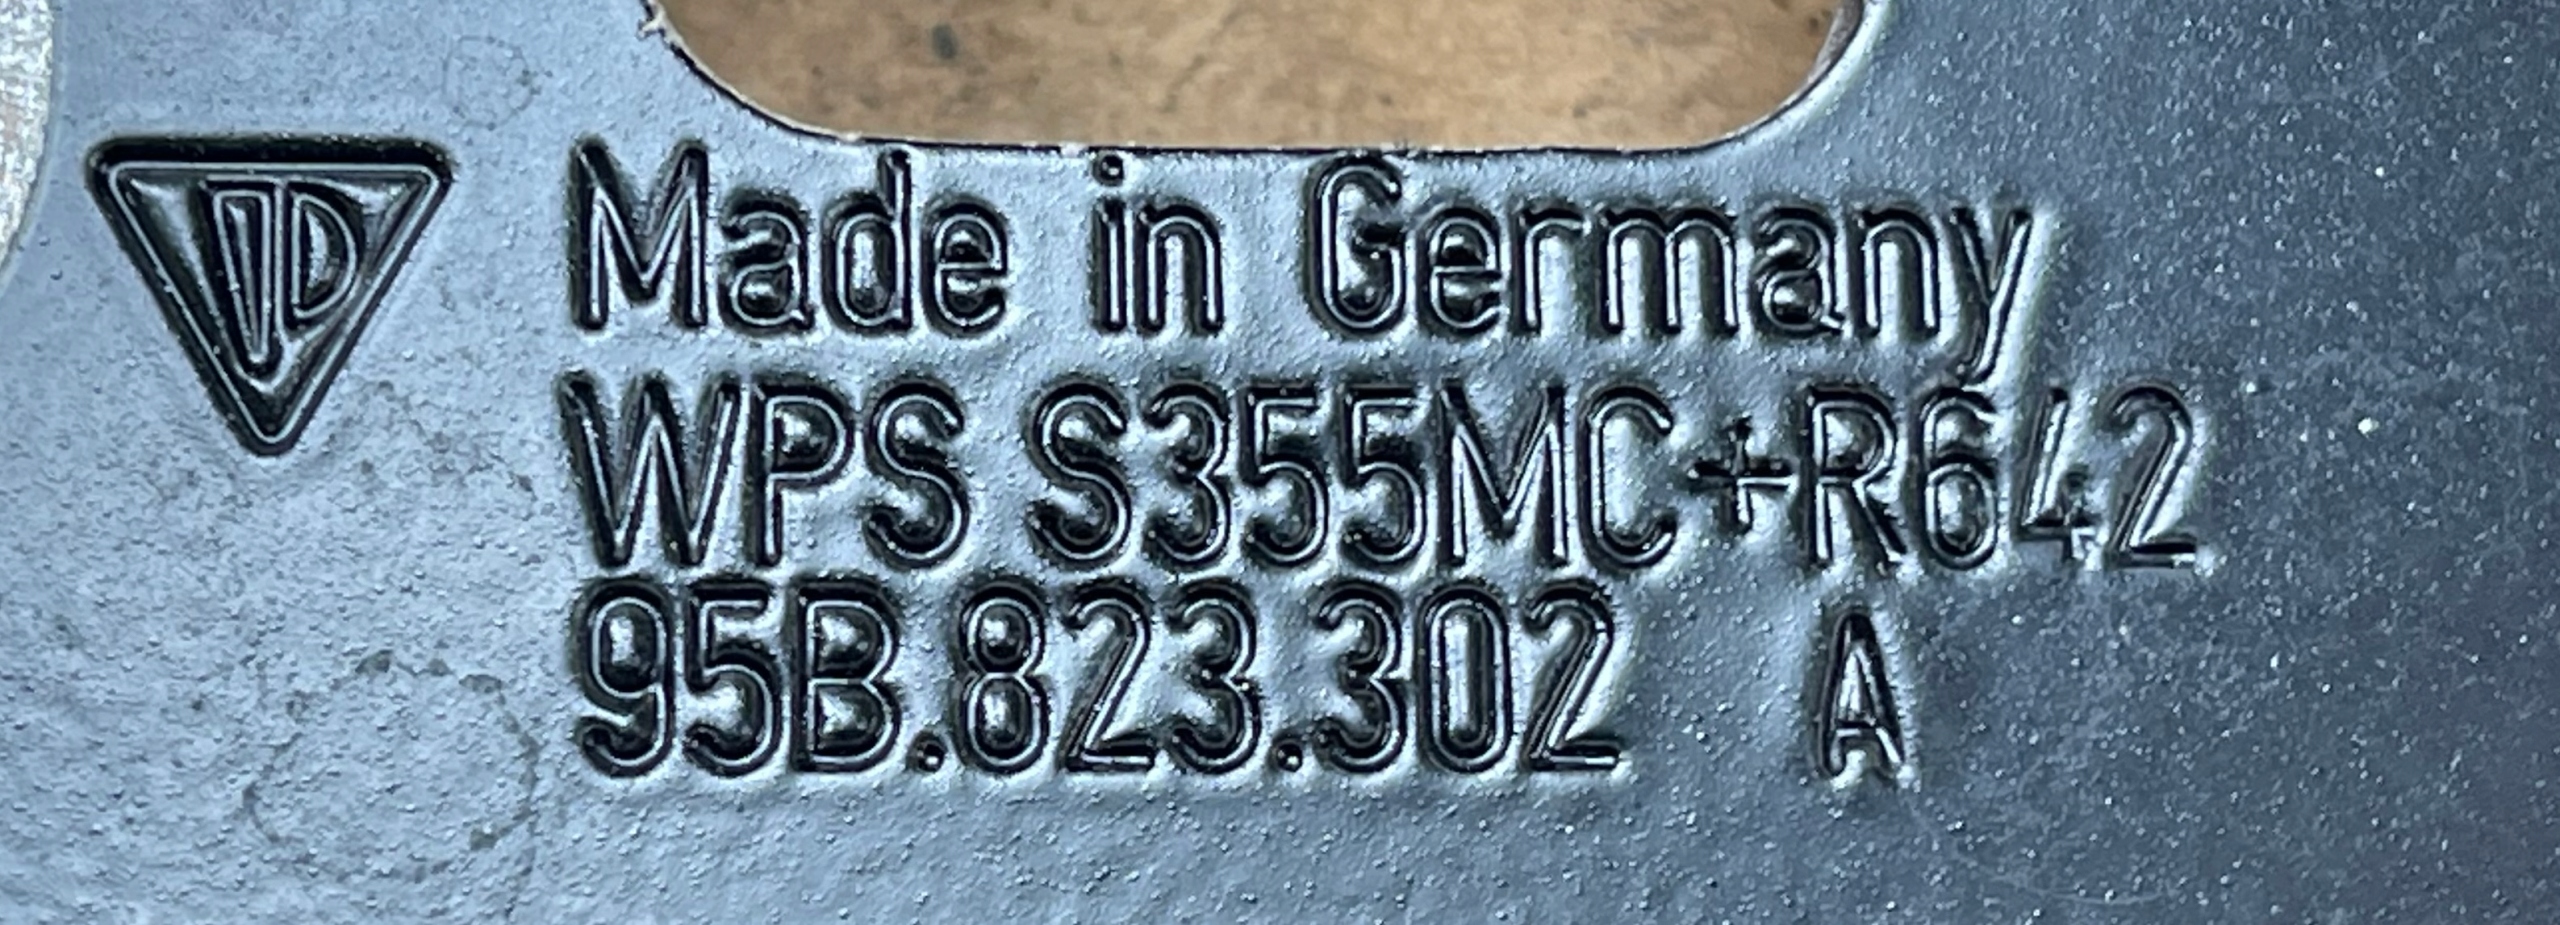 Made in Germany
WPS S355MC+R642
95B.823.302 A